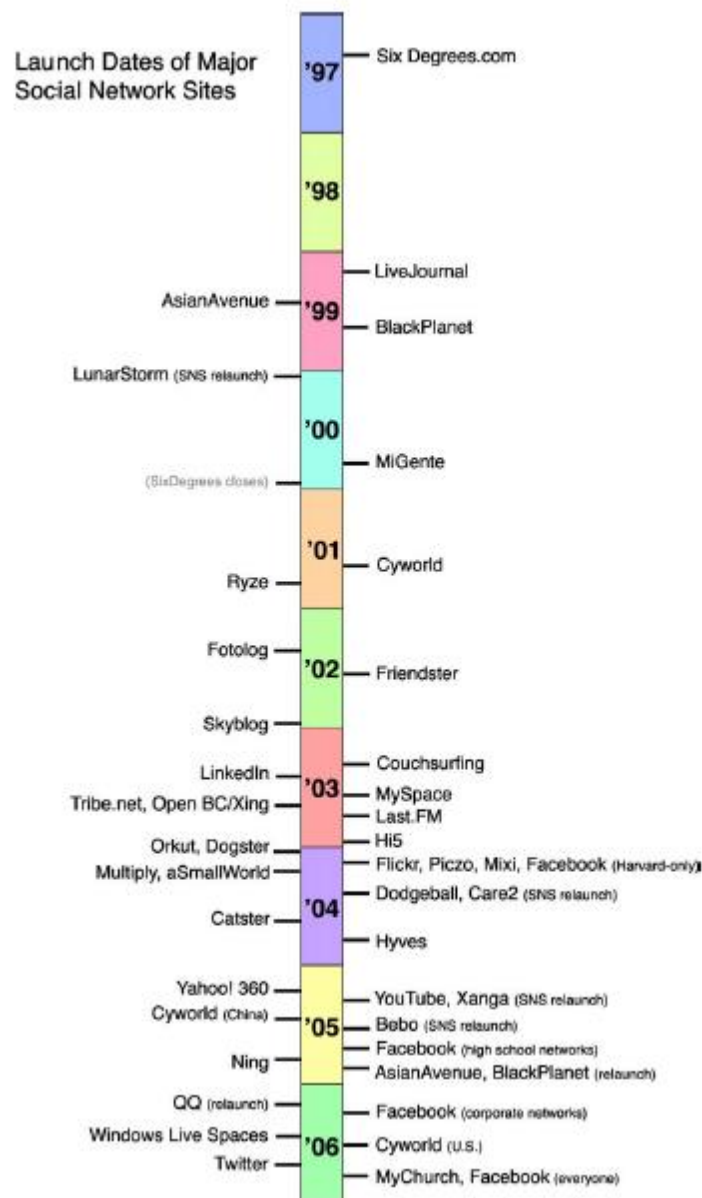 Launch Dates of Major
Social Network Sites
'97
Six Degrees.com
'98
'99
LiveJournal
AsianAvenue
BlackPlanet
LunarStorm (SNS relaunch)
'00
MiGente
(SixDegrees closes)
'01
Cyworld
Ryze
Fotolog
'02
Friendster
Skyblog
'03
Couchsurfing
LinkedIn
MySpace
Tribe.net, Open BC/Xing
Last.FM
Hi5
Orkut, Dogster
Flickr, Piczo, Mixi, Facebook (Harvard-only)
Multiply, aSmallWorld
'04
Dodgeball, Care2 (SNS relaunch)
Catster
Hyves
Yahoo! 360
YouTube, Xanga (SNS relaunch)
Cyworld (China)
'05
Bebo (SNS relaunch)
Facebook (high school networks)
Ning
AsianAvenue, BlackPlanet (relaunch)
QQ (relaunch)
Facebook (corporate networks)
Windows Live Spaces
'06
Cyworld (U.S.)
Twitter
MyChurch, Facebook (everyone)